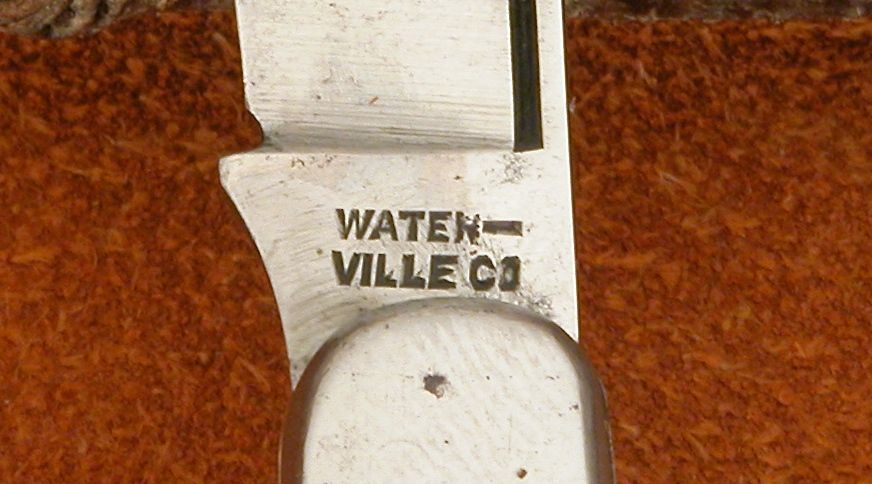 WATER-
VILLE CO